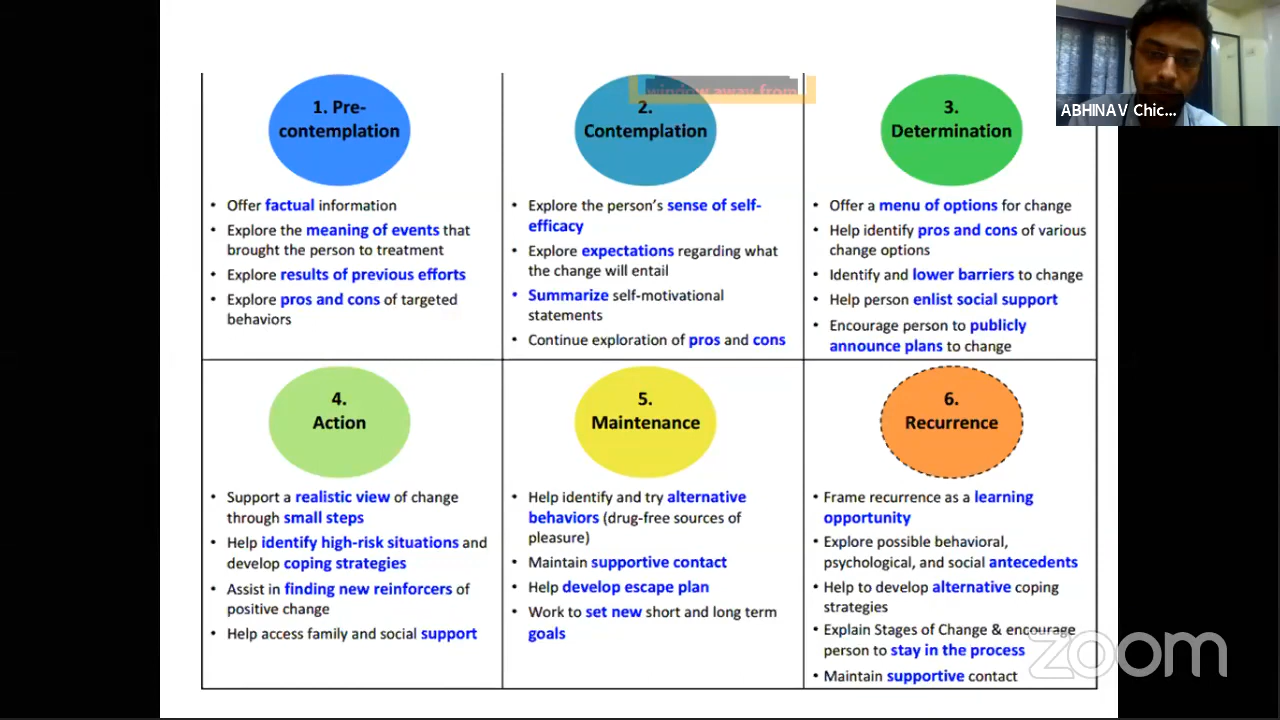 window away from
ABHINAV Chic...
1. Pre-
contemplation
• Offer factual information
• Explore the meaning of events that
brought the person to treatment
• Explore results of previous efforts
• Explore pros and cons of targeted
behaviors
2.
Contemplation
• Explore the person's sense of self-
efficacy
• Explore expectations regarding what
the change will entail
• Summarize self-motivational
statements
• Continue exploration of pros and cons
3.
Determination
• Offer a menu of options for change
• Help identify pros and cons of various
change options
• Identify and lower barriers to change
• Help person enlist social support
• Encourage person to publicly
announce plans to change
4.
Action
• Support a realistic view of change
through small steps
• Help identify high-risk situations and
develop coping strategies
• Assist in finding new reinforcers of
positive change
• Help access family and social support
5.
Maintenance
• Help identify and try alternative
behaviors (drug-free sources of
pleasure)
• Maintain supportive contact
• Help develop escape plan
• Work to set new short and long term
goals
6.
Recurrence
• Frame recurrence as a learning
opportunity
• Explore possible behavioral,
psychological, and social antecedents
• Help to develop alternative coping
strategies
• Explain Stages of Change & encourage
person to stay in the process
• Maintain supportive contact
zoom